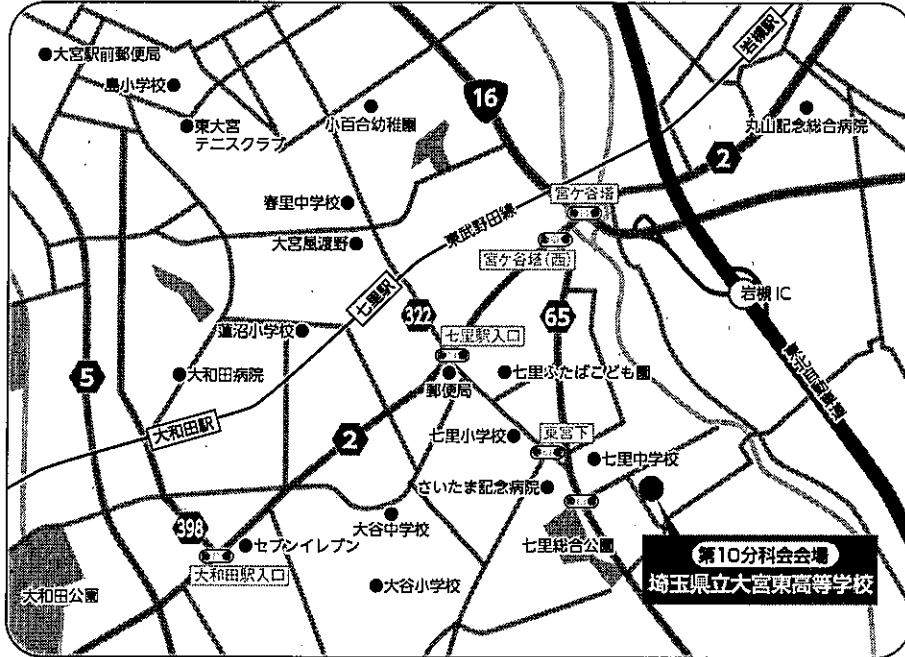 大宮駅前郵便局
島小学校
東大宮
テニスクラブ
小百合幼稚園
16
岩槻駅
丸山記念総合病院
2
春里中学校
宮ケ谷塔
大宮風渡野
東武野田線
宮ケ谷塔(西)
七里駅
岩槻 IC
322
65
七里駅入口
蓮沼小学校
東北自動車道
5
大和田病院
郵便局
七里ふたばこども園
大和田駅
2
七里小学校
東宮下
七里中学校
さいたま記念病院
398
大谷中学校
セブンイレブン
七里総合公園
大和田駅入口
大和田公園
大谷小学校
第10分科会会場
埼玉県立大宮東高等学校